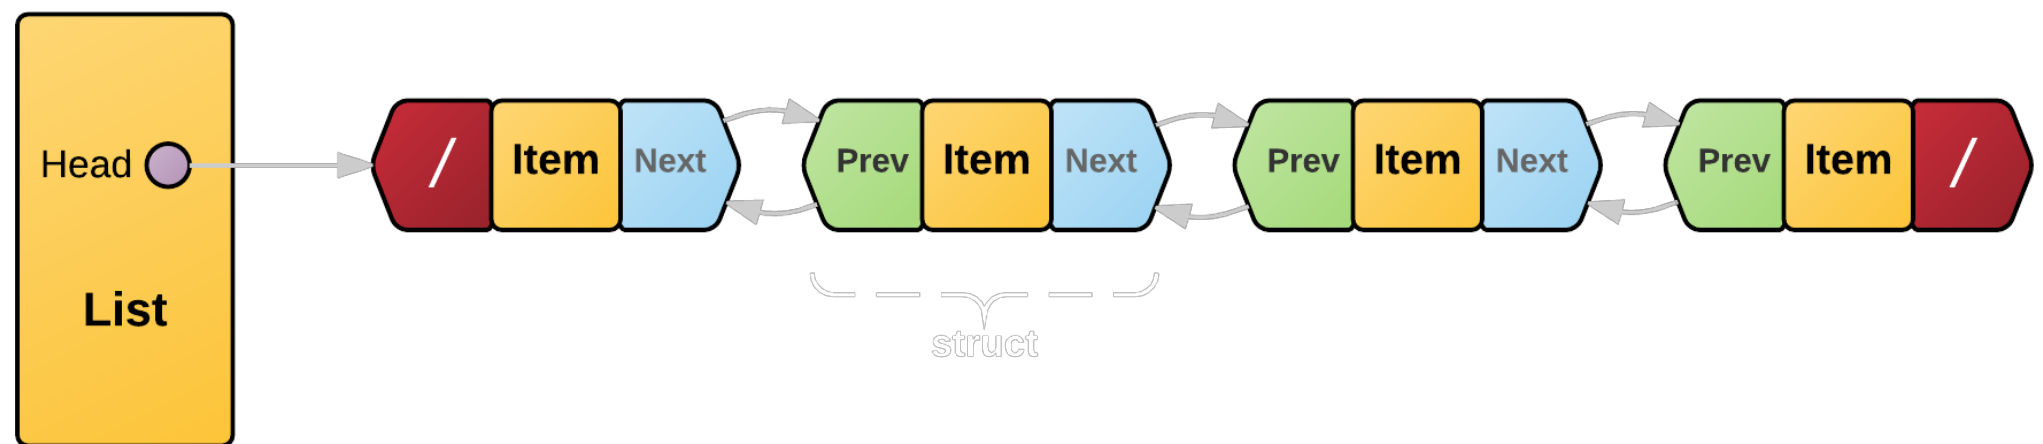 Head
List
/ Item Next
Prev Item Next
Prev Item Next
Prev Item /
struct